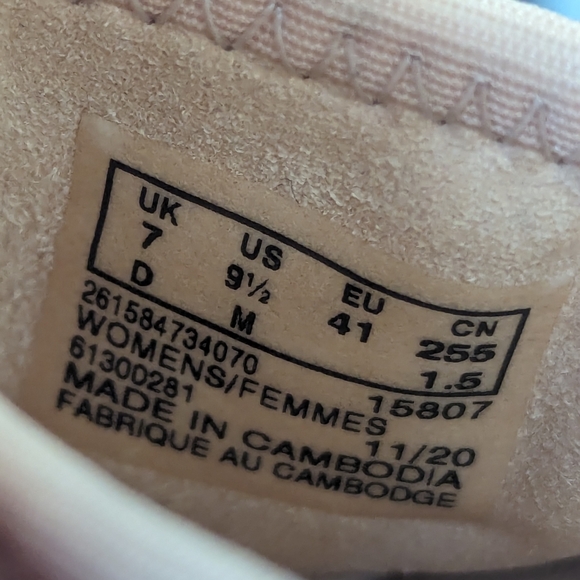 UK US EU CN
7 9½ 41 255
D M 1.5
261584734070 15807
WOMENS/FEMMES
61300281 11/20
MADE IN CAMBODIA
FABRIQUE AU CAMBODGE